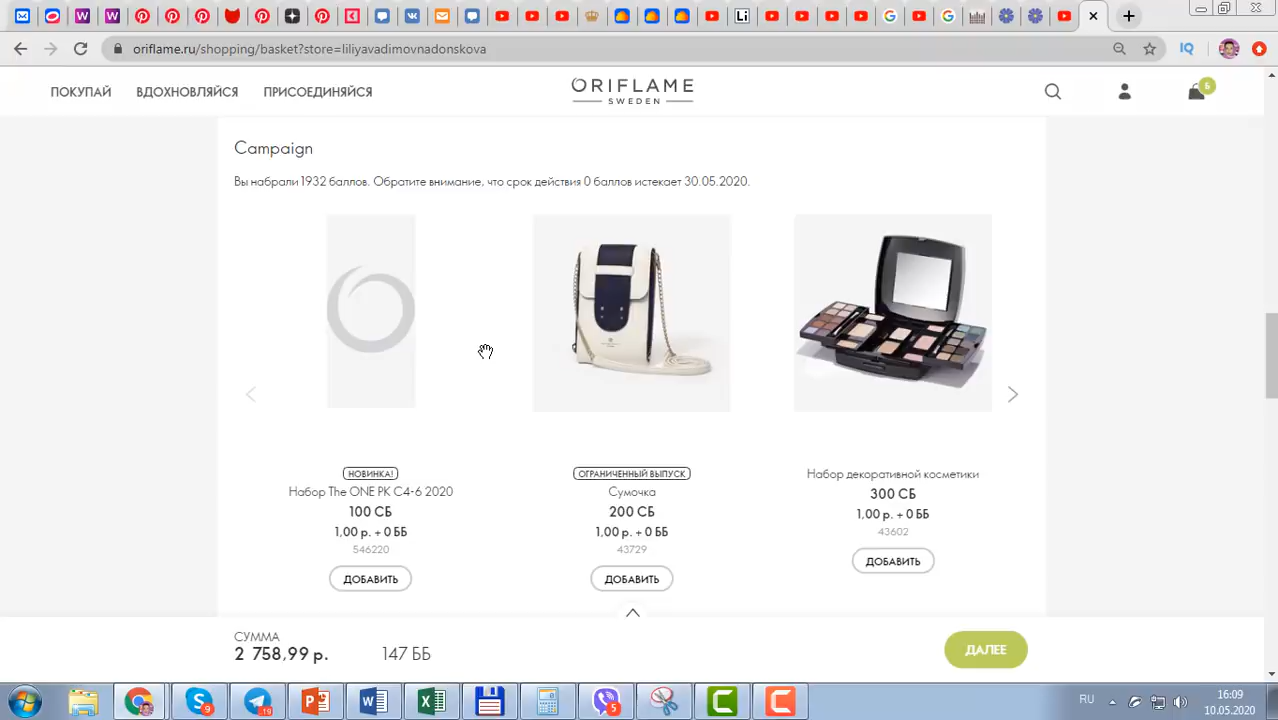 oriflame.ru/shopping/basket?store=liliyavadimovnadonskova
ПОКУПАЙ ВДОХНОВЛЯЙСЯ ПРИСОЕДИНЯЙСЯ
ORIFLAME
SWEDEN
Campaign
Вы набрали 1932 баллов. Обратите внимание, что срок действия 0 баллов истекает 30.05.2020.
НОВИНКА!
Набор The ONE РК С4-6 2020
100 СБ
1,00 р. + 0 ББ
546220
ДОБАВИТЬ
ОГРАНИЧЕННЫЙ ВЫПУСК
Сумочка
200 СБ
1,00 р. + 0 ББ
43729
ДОБАВИТЬ
Набор декоративной косметики
300 СБ
1,00 р. + 0 ББ
43602
ДОБАВИТЬ
СУММА
2 758,99 р. 147 ББ
ДАЛЕЕ
RU
16:09
10.05.2020